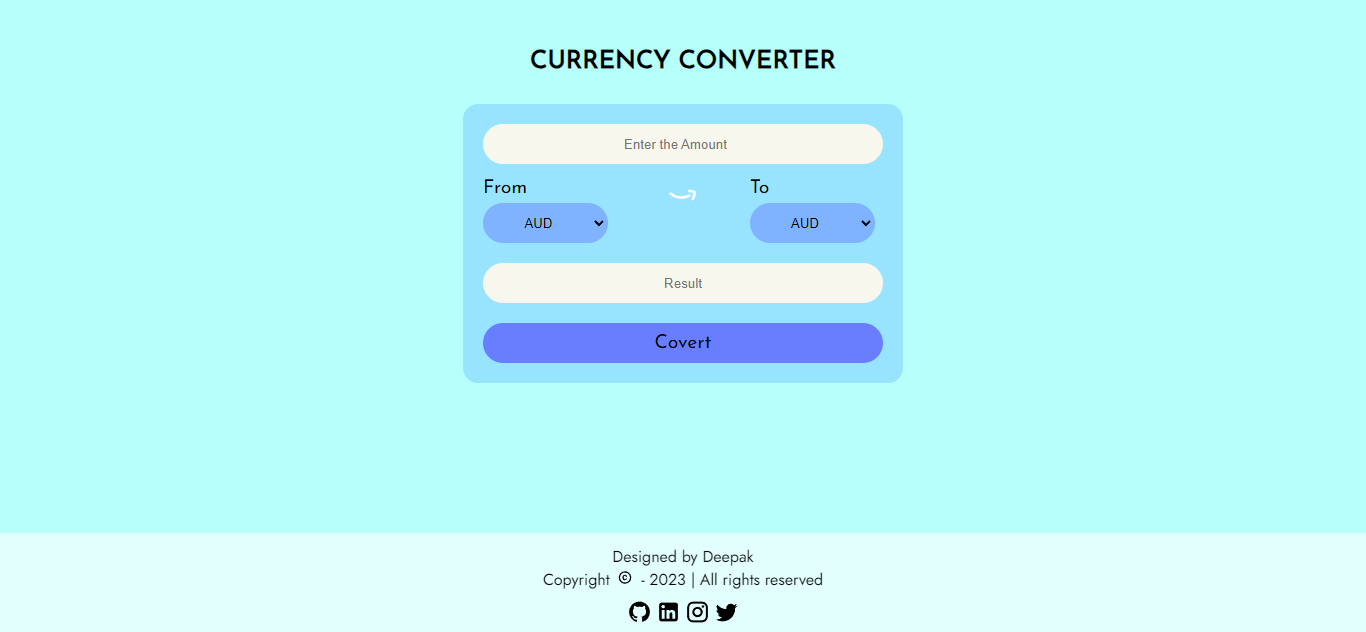 CURRENCY CONVERTER
Enter the Amount
From To
AUD AUD
Result
Covert
Designed by Deepak
Copyright © - 2023 | All rights reserved